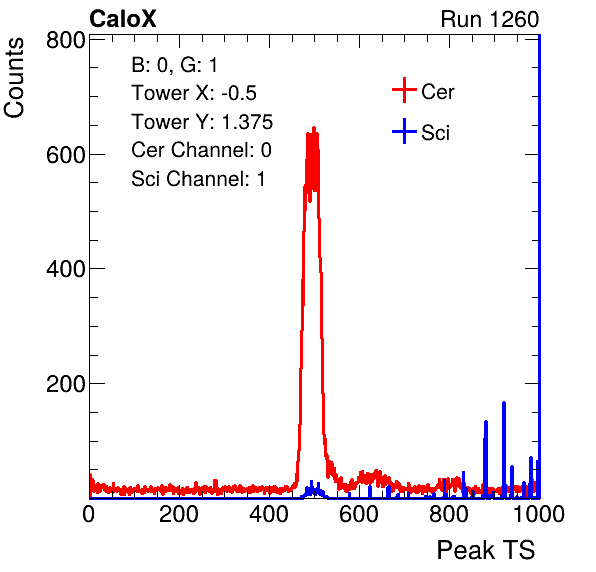 CaloX
Run 1260
Counts
800
600
400
200
B: 0, G: 1
Tower X: -0.5
Tower Y: 1.375
Cer Channel: 0
Sci Channel: 1
Cer
Sci
0 200 400 600 800 1000
Peak TS